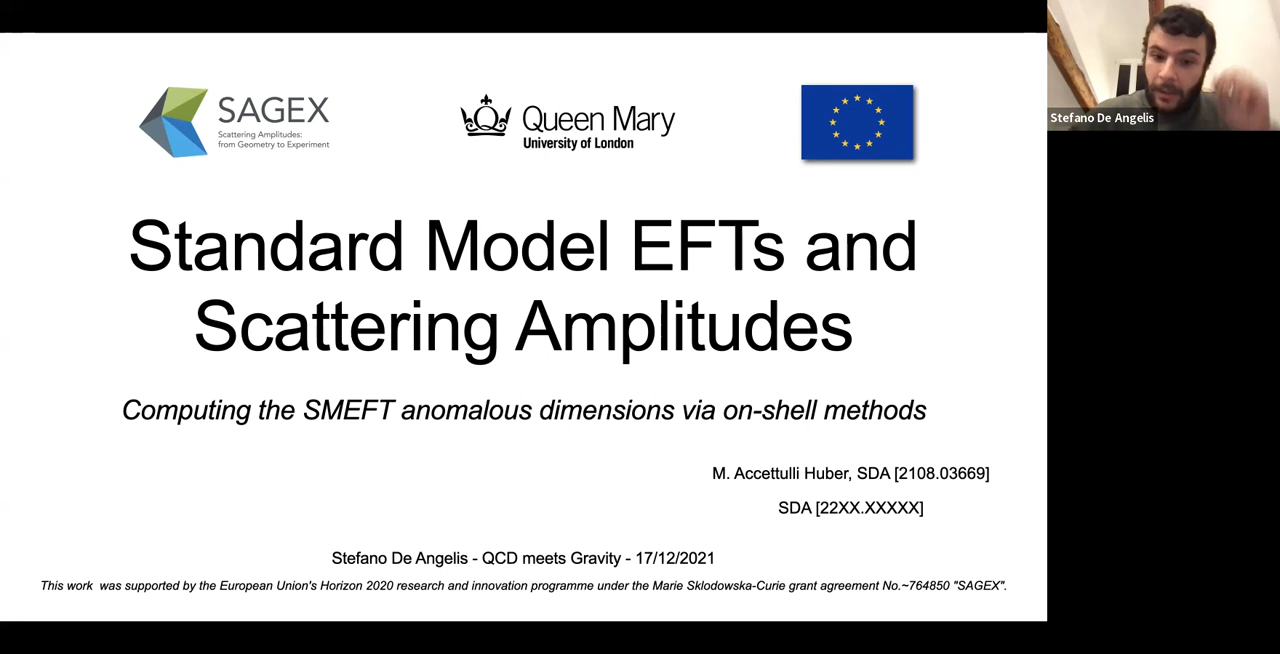 SAGEX
Scattering Amplitudes:
from Geometry to Experiment
Queen Mary
University of London
Stefano De Angelis
Standard Model EFTs and
Scattering Amplitudes
Computing the SMEFT anomalous dimensions via on-shell methods
M. Accettulli Huber, SDA [2108.03669]
SDA [22XX.XXXXX]
Stefano De Angelis - QCD meets Gravity - 17/12/2021
This work was supported by the European Union's Horizon 2020 research and innovation programme under the Marie Sklodowska-Curie grant agreement No.~764850 "SAGEX".